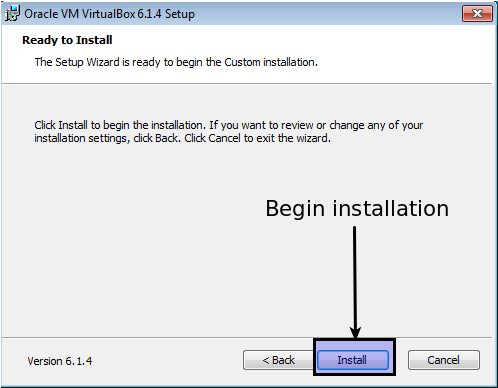 Oracle VM VirtualBox 6.1.4 Setup
Ready to Install
The Setup Wizard is ready to begin the Custom installation.
Click Install to begin the installation. If you want to review or change any of your
installation settings, click Back. Click Cancel to exit the wizard.
Begin installation
Version 6.1.4
< Back
Install
Cancel